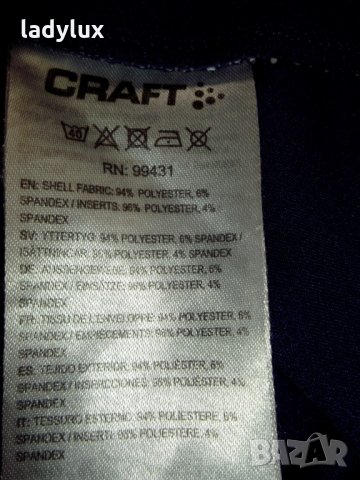 ladylux
CRAFT
40
RN: 99431
EN: SHELL FABRIC: 94% POLYESTER, 6%
SPANDEX / INSERTS: 96% POLYESTER, 4%
SPANDEX
SV: YTTERTYG: 94% POLYESTER, 6% SPANDEX /
ISÄTTNINGAR: 96% POLYESTER, 4% SPANDEX
DE: AUSSENGEWEBE: 94% POLYESTER, 6%
SPANDEX / EINSÄTZE: 96% POLYESTER, 4%
SPANDEX
FR: TISSU DE L'ENVELOPPE: 94% POLYESTER, 6%
SPANDEX / EMPIÈCEMENTS: 96% POLYESTER, 4%
SPANDEX
ES: TEJIDO EXTERIOR: 94% POLIÉSTER, 6%
SPANDEX / INSERCIONES: 96% POLIÉSTER, 4%
SPANDEX
IT: TESSURO ESTERNO: 94% POLIESTERE, 6%
SPANDEX / INSERTI: 96% POLIESTERE, 4%
SPANDEX
BAZAR